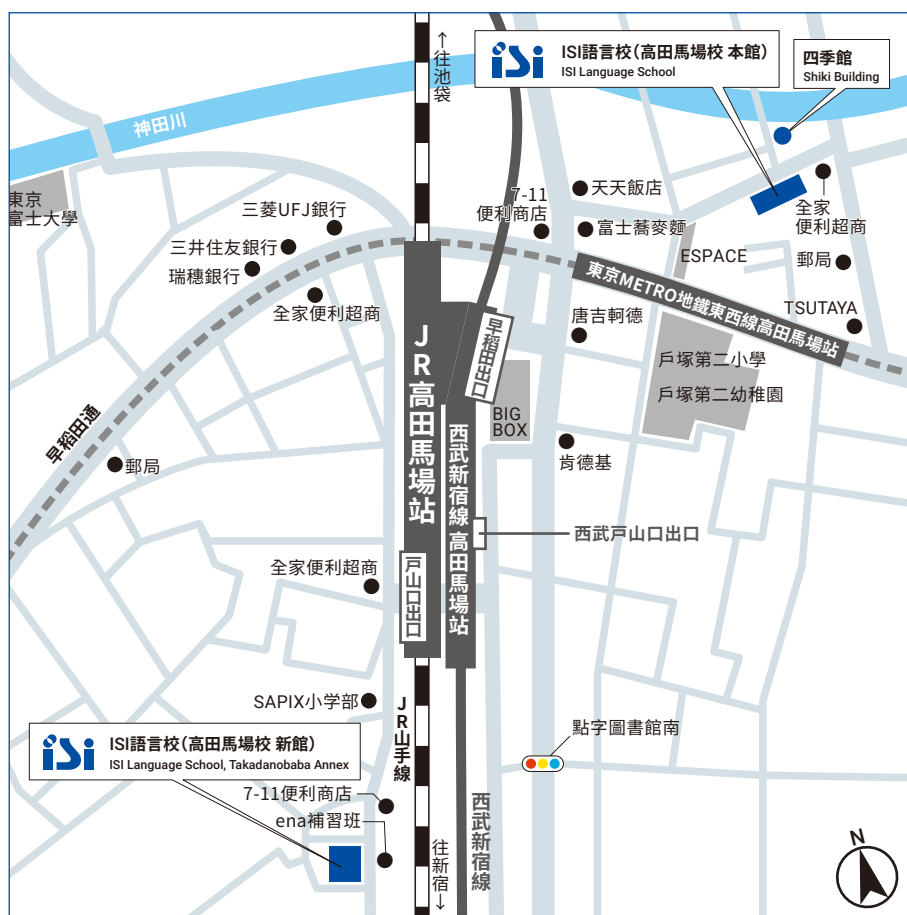 ↑往池袋
ISI語言校（高田馬場校 本館）
ISI Language School
四季館
Shiki Building
神田川
東京
富士大學
三菱UFJ銀行
三井住友銀行
瑞穗銀行
全家便利超商
7-11
便利商店
天天飯店
富士蕎麥麵
ESPACE
全家
便利超商
郵局
TSUTAYA
東京METRO地鐵東西線高田馬場站
唐吉軻德
早稻田出口
JR高田馬場站
戶塚第二小學
戶塚第二幼稚園
BIG
BOX
早稻田通
郵局
肯德基
西武新宿線 高田馬場站
西武戸山口出口
全家便利超商
戸山口出口
SAPIX小学部
JR山手線
點字圖書館南
ISI語言校（高田馬場校 新館）
ISI Language School, Takadanobaba Annex
7-11便利商店
ena補習班
往新宿↓
西武新宿線
N